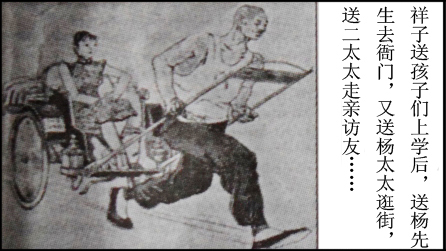 祥子送孩子们上学后，送杨先
生去衙门，又送杨太太逛街，
送二太太走亲访友……